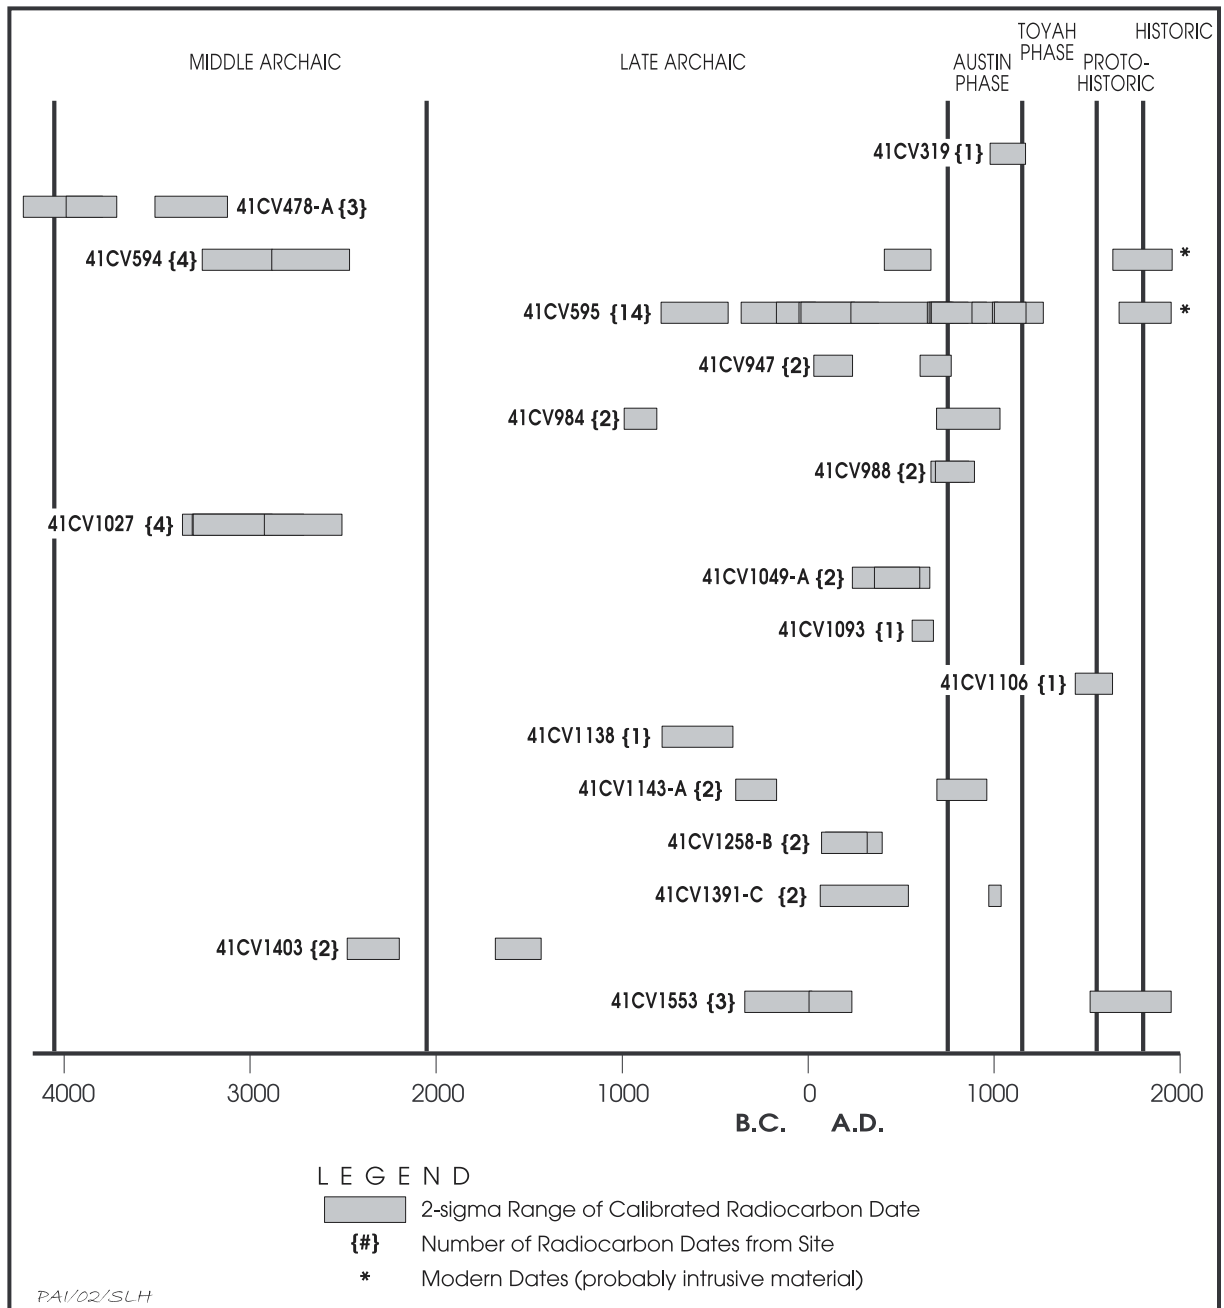 TOYAH PHASE
HISTORIC
MIDDLE ARCHAIC
LATE ARCHAIC
AUSTIN PHASE
PROTO-HISTORIC
41CV319 {1}
41CV478-A {3}
41CV594 {4}
*
41CV595 {14}
*
41CV947 {2}
41CV984 {2}
41CV988 {2}
41CV1027 {4}
41CV1049-A {2}
41CV1093 {1}
41CV1106 {1}
41CV1138 {1}
41CV1143-A {2}
41CV1258-B {2}
41CV1391-C {2}
41CV1403 {2}
41CV1553 {3}
4000 3000 2000 1000 0 1000 2000
B.C. A.D.
LEGEND
2-sigma Range of Calibrated Radiocarbon Date
{#} Number of Radiocarbon Dates from Site
* Modern Dates (probably intrusive material)
PAI/02/SLH